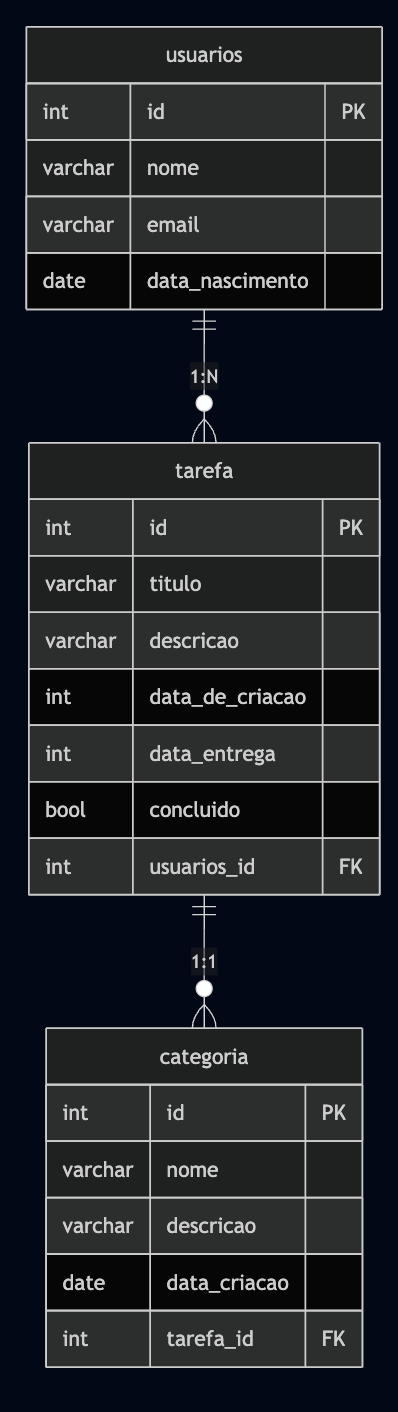 usuarios
int id PK
varchar nome
varchar email
date data_nascimento
1:N
tarefa
int id PK
varchar titulo
varchar descricao
int data_de_criacao
int data_entrega
bool concluido
int usuarios_id FK
1:1
categoria
int id PK
varchar nome
varchar descricao
date data_criacao
int tarefa_id FK